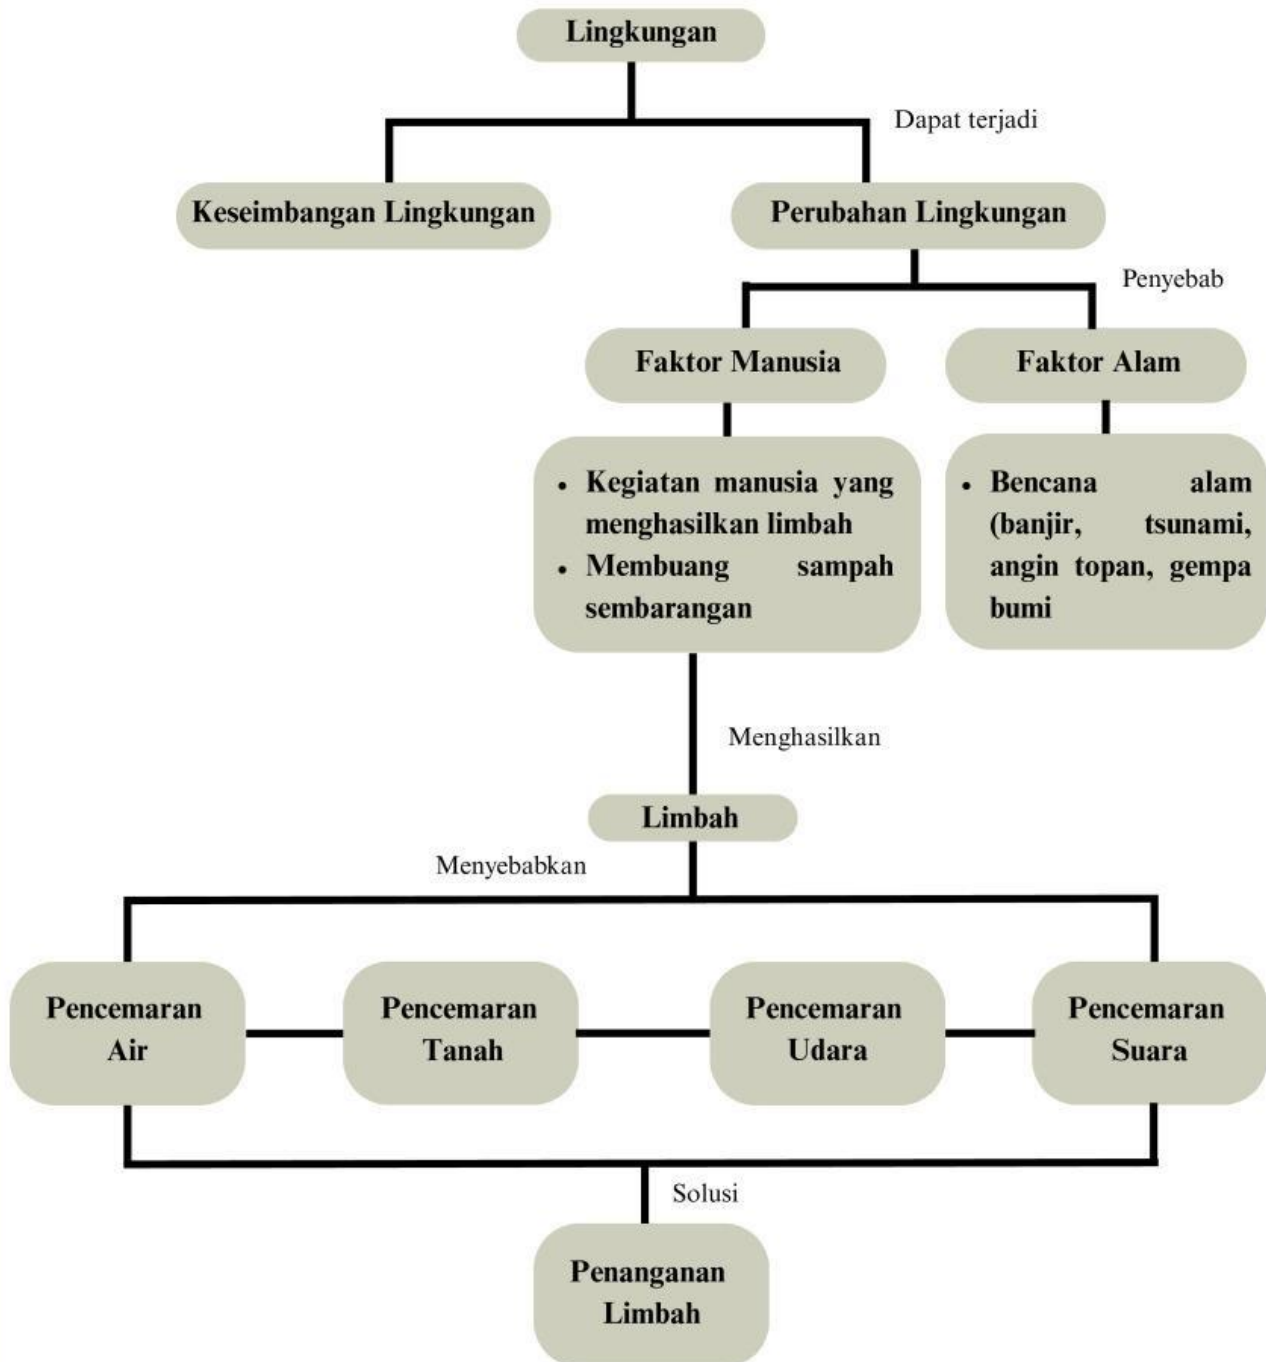 Lingkungan
Dapat terjadi
Keseimbangan Lingkungan
Perubahan Lingkungan
Penyebab
Faktor Manusia
Faktor Alam
• Kegiatan manusia yang
menghasilkan limbah
• Membuang sampah
sembarangan
• Bencana alam
(banjir, tsunami,
angin topan, gempa
bumi
Menghasilkan
Limbah
Menyebabkan
Pencemaran
Air
Pencemaran
Tanah
Pencemaran
Udara
Pencemaran
Suara
Solusi
Penanganan
Limbah